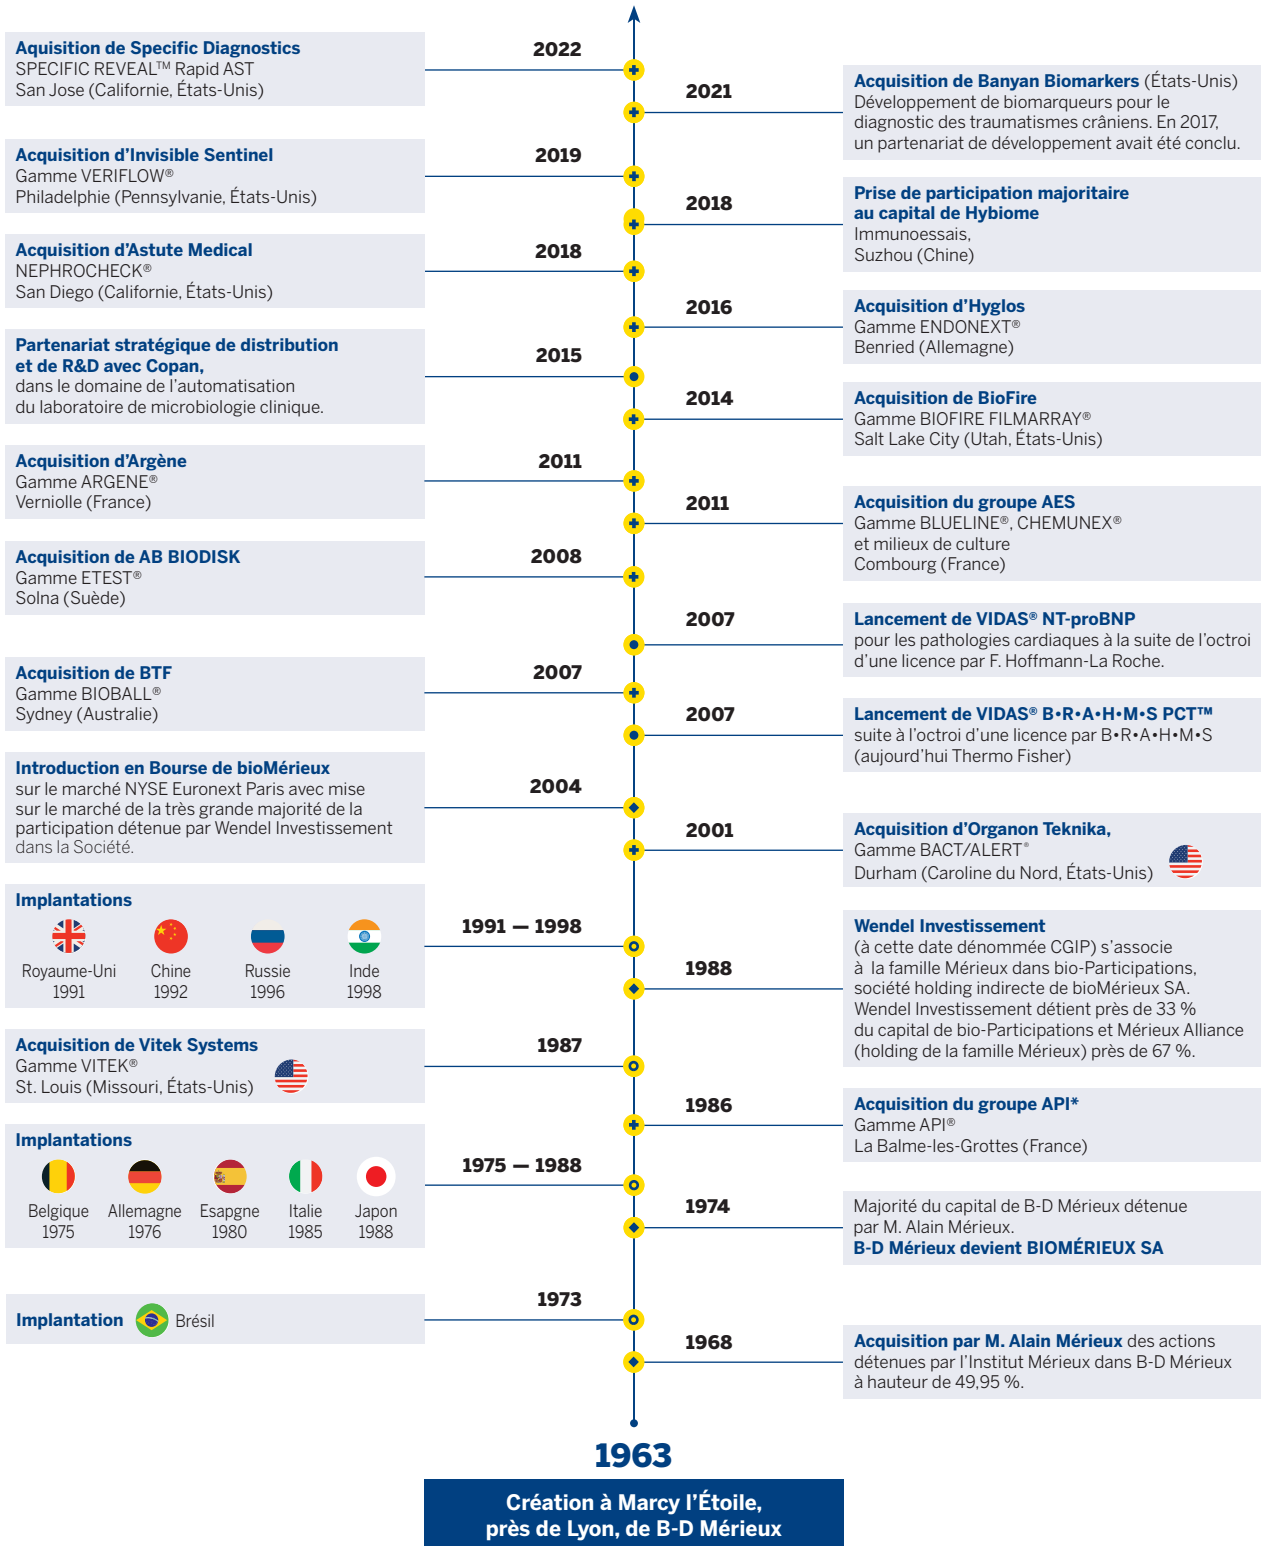 2022
Aquisition de Specific Diagnostics
SPECIFIC REVEAL™ Rapid AST
San Jose (Californie, États-Unis)
2021
Acquisition de Banyan Biomarkers (États-Unis)
Développement de biomarqueurs pour le
diagnostic des traumatismes crâniens. En 2017,
un partenariat de développement avait été conclu.
2019
Acquisition d'Invisible Sentinel
Gamme VERIFLOW®
Philadelphie (Pennsylvanie, États-Unis)
2018
Prise de participation majoritaire
au capital de Hybiome
Immunoessais,
Suzhou (Chine)
2018
Acquisition d'Astute Medical
NEPHROCHECK®
San Diego (Californie, États-Unis)
2016
Acquisition d'Hyglos
Gamme ENDONEXT®
Benried (Allemagne)
2015
Partenariat stratégique de distribution
et de R&D avec Copan,
dans le domaine de l'automatisation
du laboratoire de microbiologie clinique.
2014
Acquisition de BioFire
Gamme BIOFIRE FILMARRAY®
Salt Lake City (Utah, États-Unis)
2011
Acquisition d'Argène
Gamme ARGENE®
Verniolle (France)
2011
Acquisition du groupe AES
Gamme BLUELINE®, CHEMUNEX®
et milieux de culture
Combourg (France)
2008
Acquisition de AB BIODISK
Gamme ETEST®
Solna (Suède)
2007
Lancement de VIDAS® NT-proBNP
pour les pathologies cardiaques à la suite de l'octroi
d'une licence par F. Hoffmann-La Roche.
2007
Acquisition de BTF
Gamme BIOBALL®
Sydney (Australie)
2007
Lancement de VIDAS® B•R•A•H•M•S PCT™
suite à l'octroi d'une licence par B•R•A•H•M•S
(aujourd'hui Thermo Fisher)
2004
Introduction en Bourse de bioMérieux
sur le marché NYSE Euronext Paris avec mise
sur le marché de la très grande majorité de la
participation détenue par Wendel Investissement
dans la Société.
2001
Acquisition d'Organon Teknika,
Gamme BACT/ALERT®
Durham (Caroline du Nord, États-Unis)
1991 — 1998
Implantations
Royaume-Uni Chine Russie Inde
1991 1992 1996 1998
1988
Wendel Investissement
(à cette date dénommée CGIP) s'associe
à la famille Mérieux dans bio-Participations,
société holding indirecte de bioMérieux SA.
Wendel Investissement détient près de 33 %
du capital de bio-Participations et Mérieux Alliance
(holding de la famille Mérieux) près de 67 %.
1987
Acquisition de Vitek Systems
Gamme VITEK®
St. Louis (Missouri, États-Unis)
1986
Acquisition du groupe API*
Gamme API®
La Balme-les-Grottes (France)
1975 — 1988
Implantations
Belgique Allemagne Esapgne Italie Japon
1975 1976 1980 1985 1988
1974
Majorité du capital de B-D Mérieux détenue
par M. Alain Mérieux.
B-D Mérieux devient BIOMÉRIEUX SA
1973
Implantation Brésil
1968
Acquisition par M. Alain Mérieux des actions
détenues par l'Institut Mérieux dans B-D Mérieux
à hauteur de 49,95 %.
1963
Création à Marcy l'Étoile,
près de Lyon, de B-D Mérieux